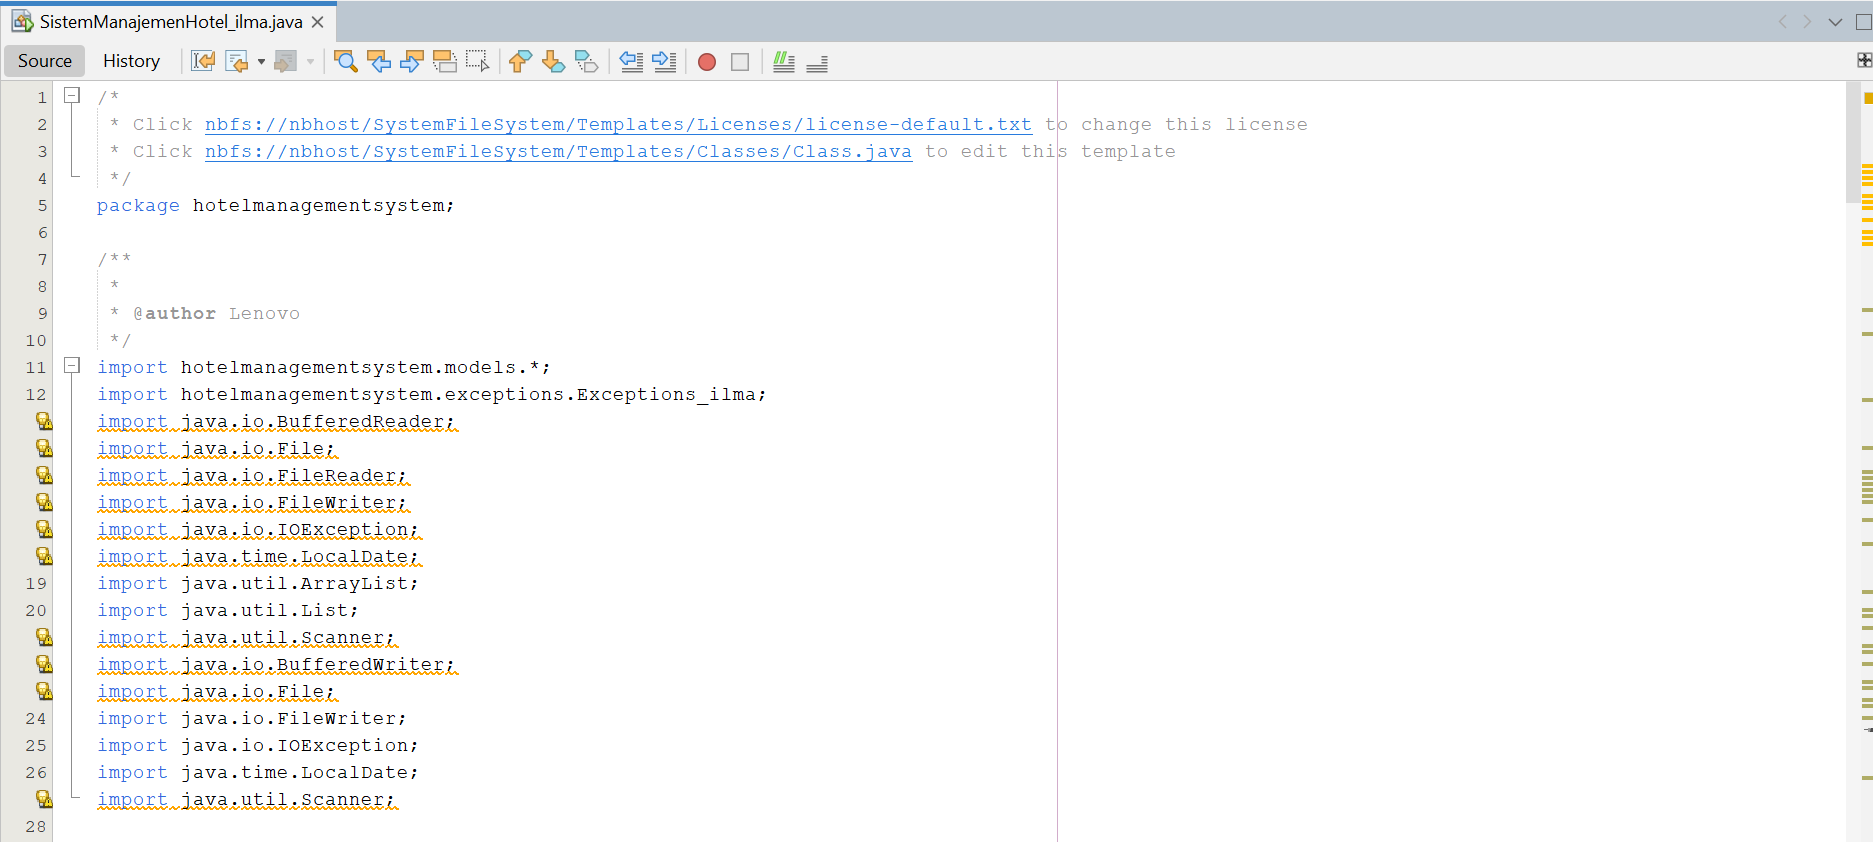 SistemManajemenHotel_ilma.java
Source History
1 /*
2 * Click nbfs://nbhost/SystemFileSystem/Templates/Licenses/license-default.txt to change this license
3 * Click nbfs://nbhost/SystemFileSystem/Templates/Classes/Class.java to edit this template
4 */
5 package hotelmanagementsystem;
6
7 /**
8 *
9 * @author Lenovo
10 */
11 import hotelmanagementsystem.models.*;
12 import hotelmanagementsystem.exceptions.Exceptions_ilma;
import java.io.BufferedReader;
import java.io.File;
import java.io.FileReader;
import java.io.FileWriter;
import java.io.IOException;
import java.time.LocalDate;
19 import java.util.ArrayList;
20 import java.util.List;
import java.util.Scanner;
import java.io.BufferedWriter;
import java.io.File;
24 import java.io.FileWriter;
25 import java.io.IOException;
26 import java.time.LocalDate;
import java.util.Scanner;
28